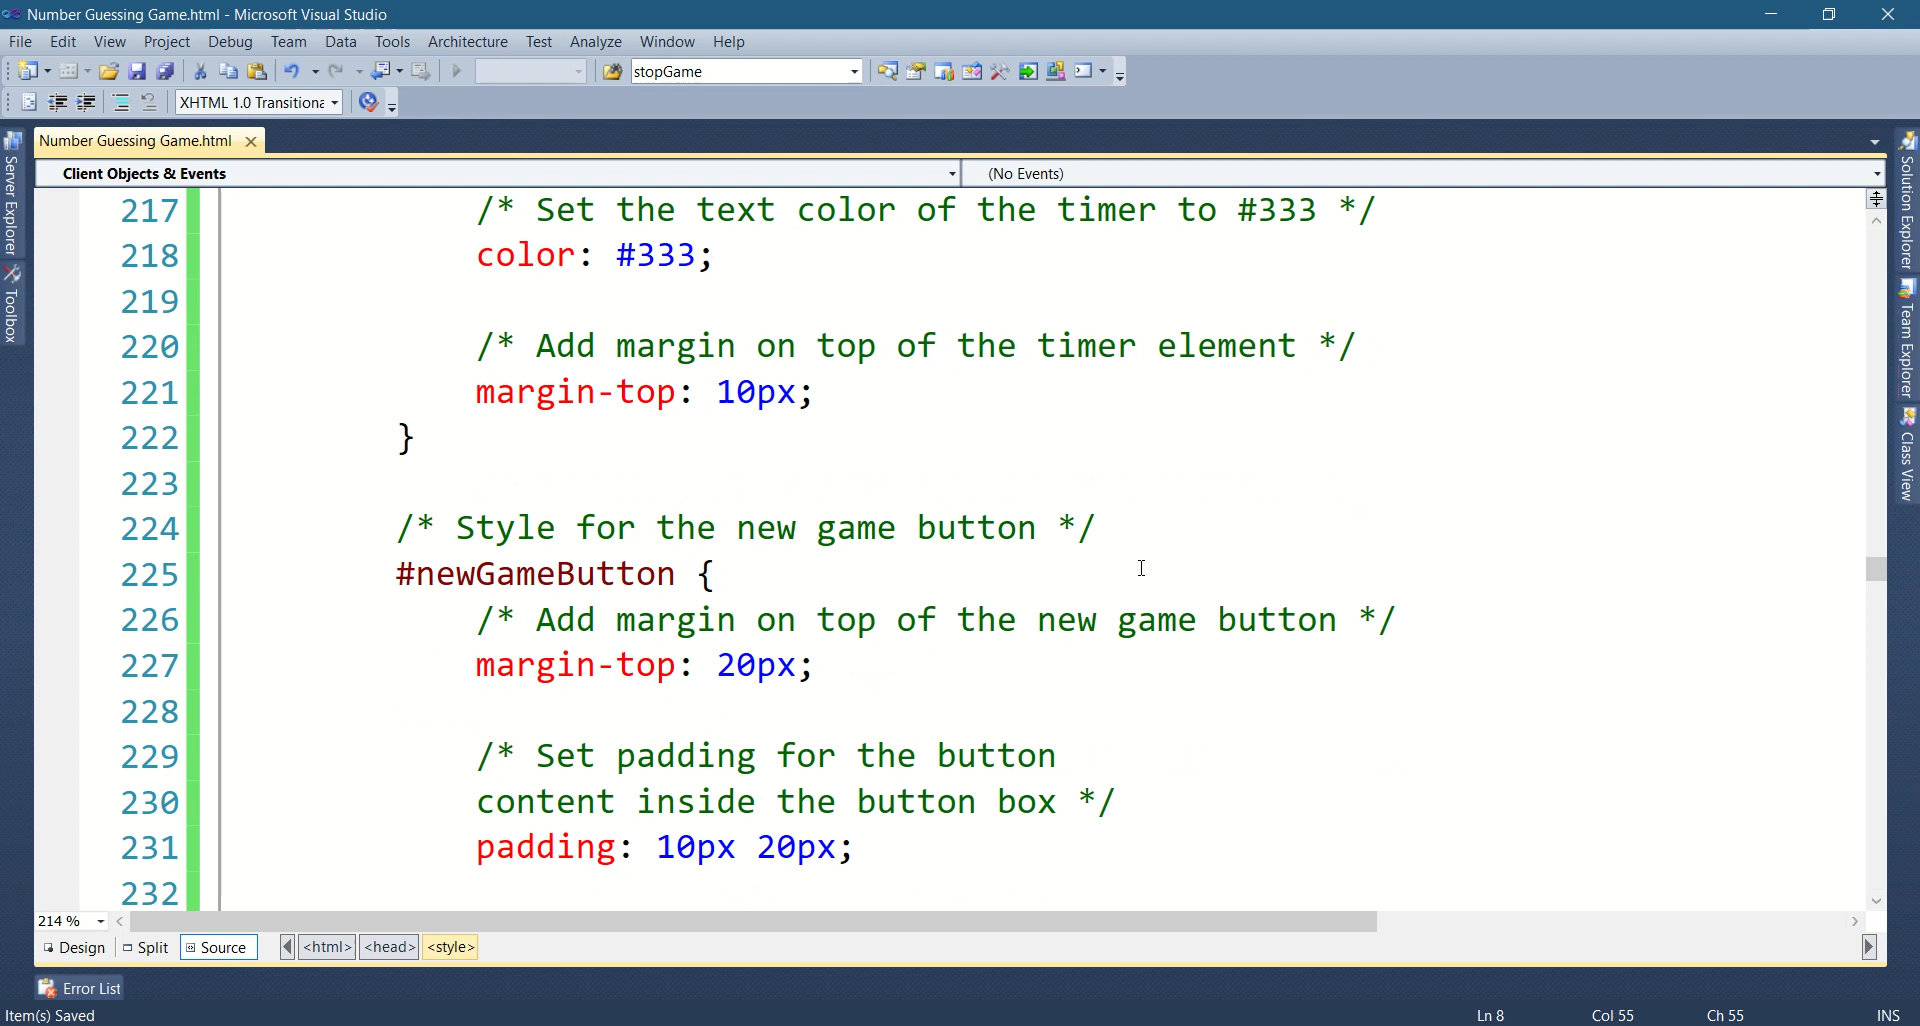 Number Guessing Game.html - Microsoft Visual Studio
File Edit View Project Debug Team Data Tools Architecture Test Analyze Window Help
stopGame
XHTML 1.0 Transitiona
Number Guessing Game.html
Client Objects & Events
(No Events)
Server Explorer
Toolbox
Solution Explorer
Team Explorer
Class View
217 /* Set the text color of the timer to #333 */
218 color: #333;
219
220 /* Add margin on top of the timer element */
221 margin-top: 10px;
222 }
223
224 /* Style for the new game button */
225 #newGameButton {
226 /* Add margin on top of the new game button */
227 margin-top: 20px;
228
229 /* Set padding for the button
230 content inside the button box */
231 padding: 10px 20px;
232
214 %
Design Split Source <html> <head> <style>
Error List
Item(s) Saved Ln 8 Col 55 Ch 55 INS